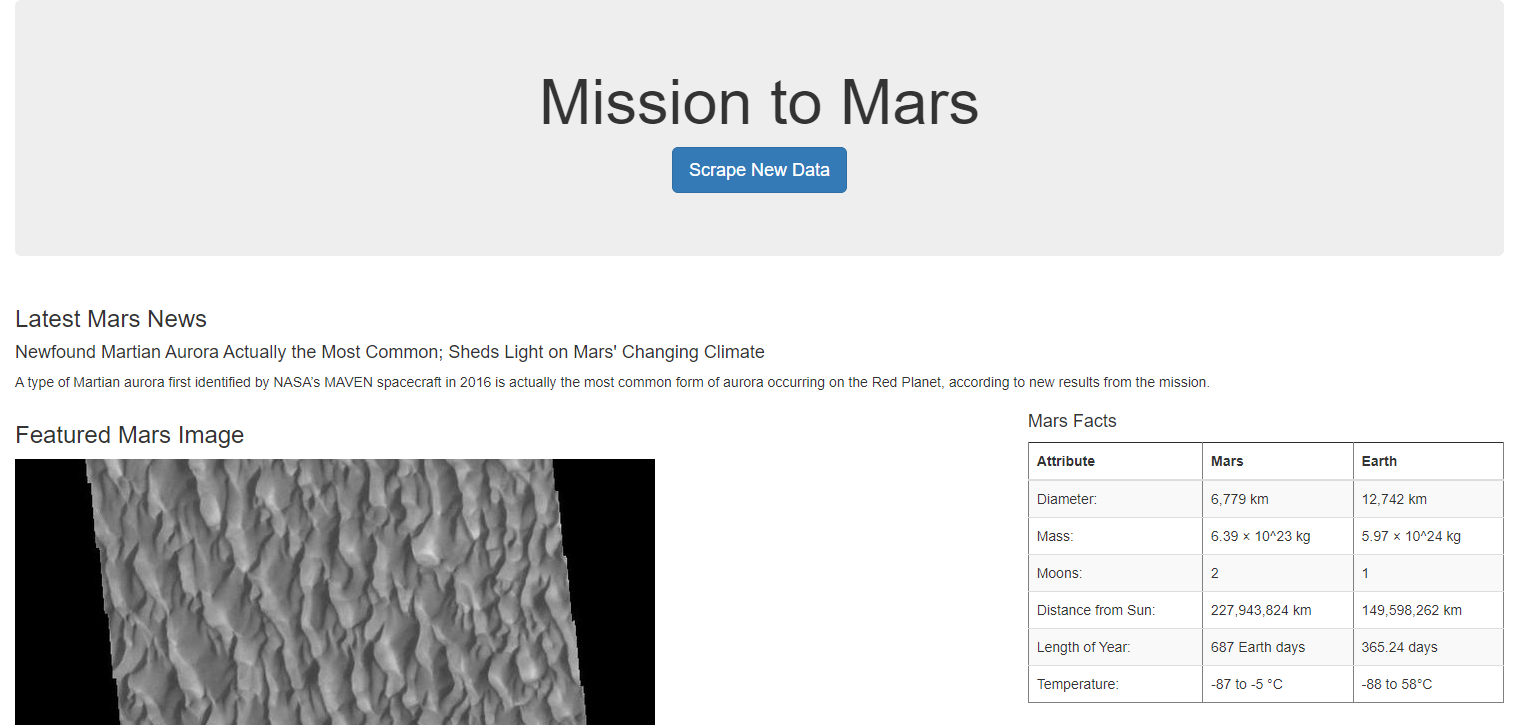 Mission to Mars
Scrape New Data
Latest Mars News
Newfound Martian Aurora Actually the Most Common; Sheds Light on Mars' Changing Climate
A type of Martian aurora first identified by NASA’s MAVEN spacecraft in 2016 is actually the most common form of aurora occurring on the Red Planet, according to new results from the mission.
Featured Mars Image
Mars Facts
Attribute Mars Earth
Diameter: 6,779 km 12,742 km
Mass: 6.39 × 10^23 kg 5.97 × 10^24 kg
Moons: 2 1
Distance from Sun: 227,943,824 km 149,598,262 km
Length of Year: 687 Earth days 365.24 days
Temperature: -87 to -5 °C -88 to 58°C